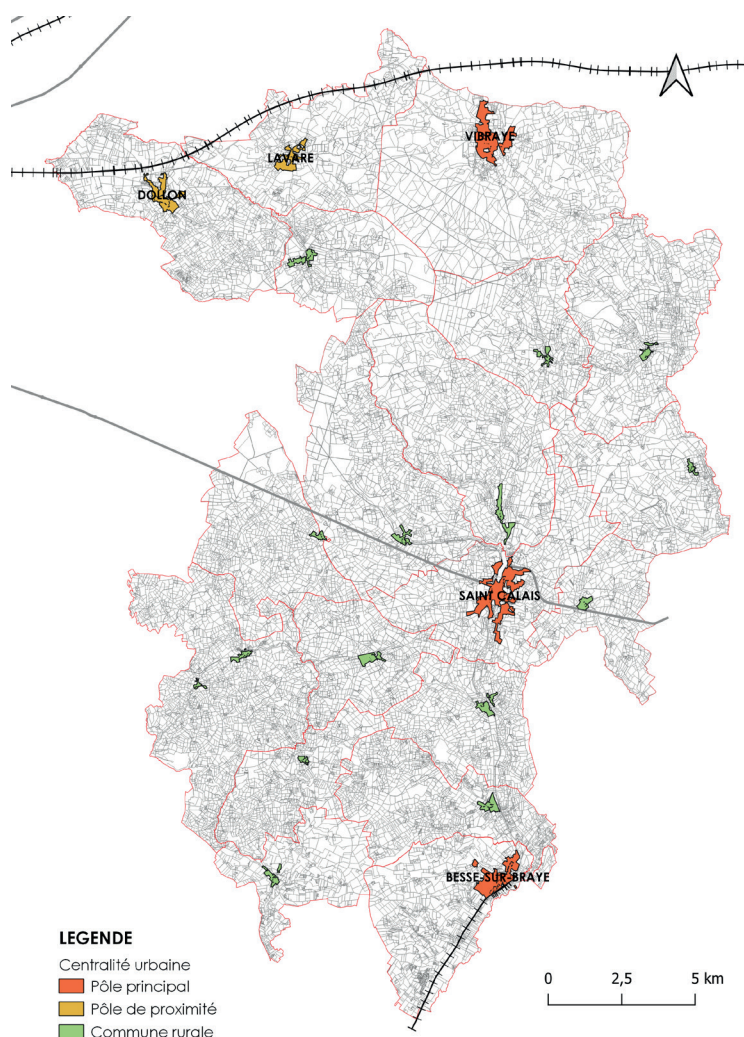 VIBRAYE
LAVARE
DOLLON
SAINT CALAIS
BESSE-SUR-BRAYE
LEGENDE
Centralité urbaine
Pôle principal
Pôle de proximité
Commune rurale
0 2,5 5 km